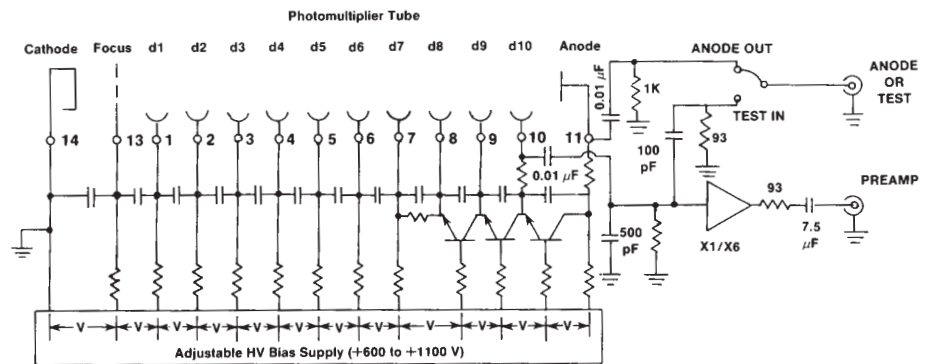 Photomultiplier Tube
Cathode Focus d1 d2 d3 d4 d5 d6 d7 d8 d9 d10 Anode
ANODE OUT
ANODE
OR
TEST
0.01 µF
1K
TEST IN
14 13 1 2 3 4 5 6 7 8 9 10 11
93
100
pF
0.01 µF
PREAMP
93
7.5
µF
500
pF
X1/X6
V V V V V V V V V V V V
Adjustable HV Bias Supply (+600 to +1100 V)